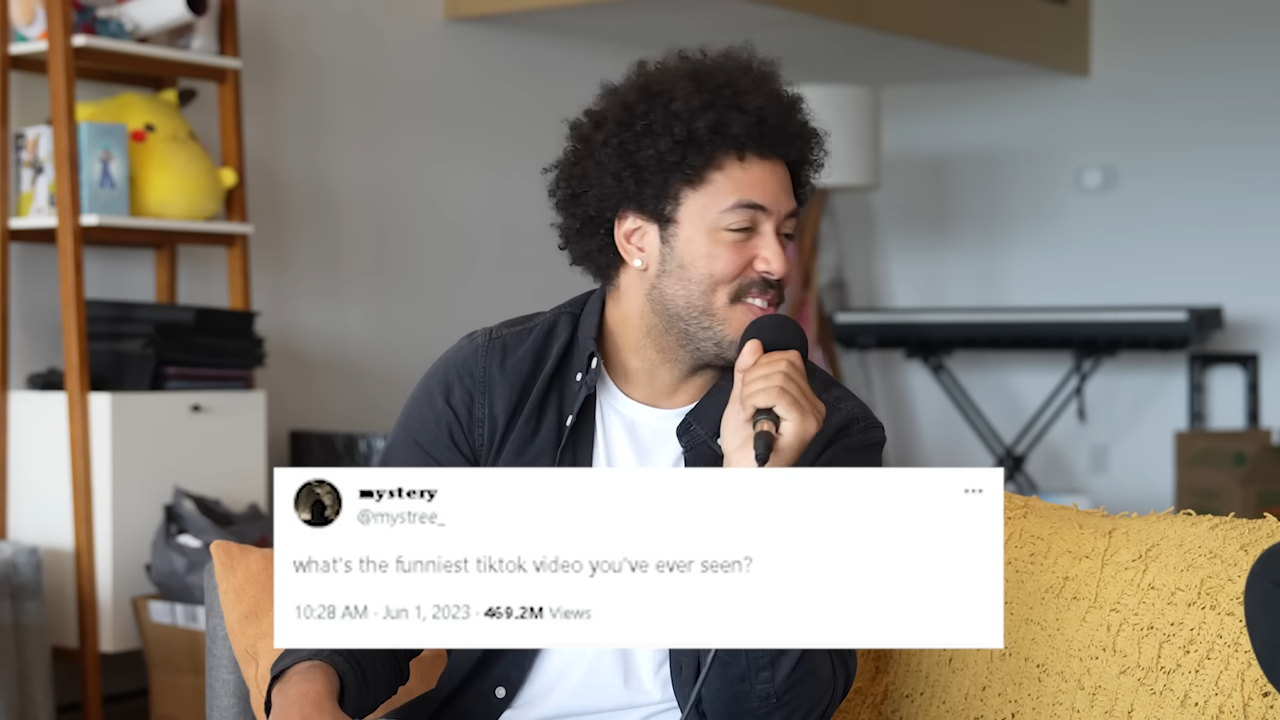 mystery
@mystree_
what's the funniest tiktok video you've ever seen?
10:28 AM · Jun 1, 2023 · 469.2M Views